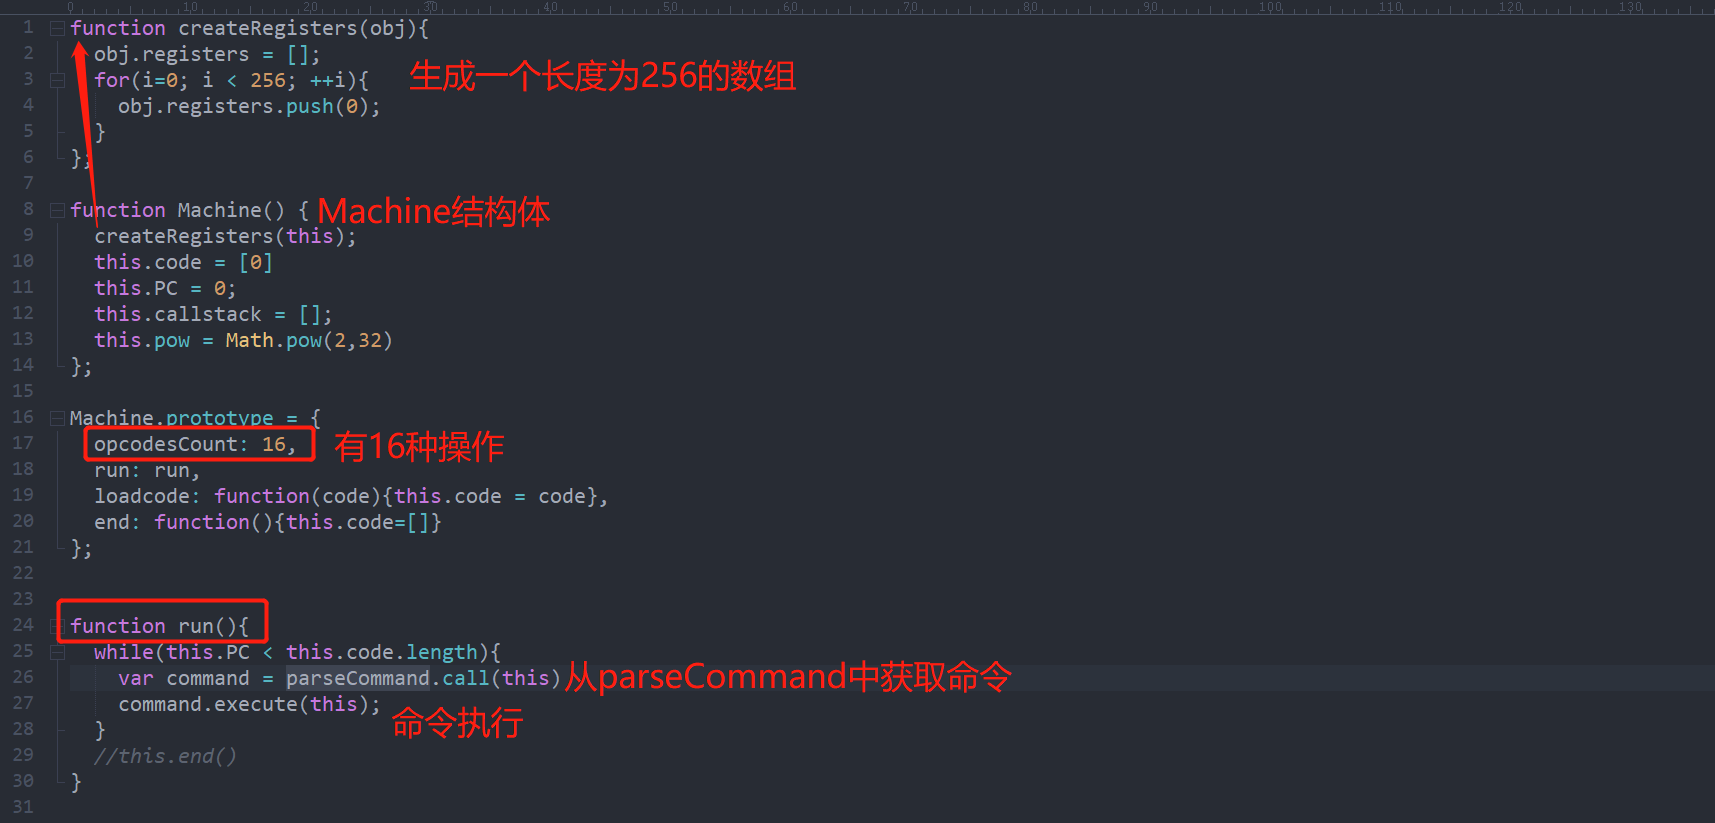 0 10 20 30 40 50 60 70 80 90 100 110 120 130
1 function createRegisters(obj){
2 obj.registers = [];
3 for(i=0; i < 256; ++i){ 生成一个长度为256的数组
4 obj.registers.push(0);
5 }
6 };
7
8 function Machine() { Machine结构体
9 createRegisters(this);
10 this.code = [0]
11 this.PC = 0;
12 this.callstack = [];
13 this.pow = Math.pow(2,32)
14 };
15
16 Machine.prototype = {
17 opcodesCount: 16, 有16种操作
18 run: run,
19 loadcode: function(code){this.code = code},
20 end: function(){this.code=[]}
21 };
22
23
24 function run(){
25 while(this.PC < this.code.length){
26 var command = parseCommand.call(this) 从parseCommand中获取命令
27 command.execute(this); 命令执行
28 }
29 //this.end()
30 }
31